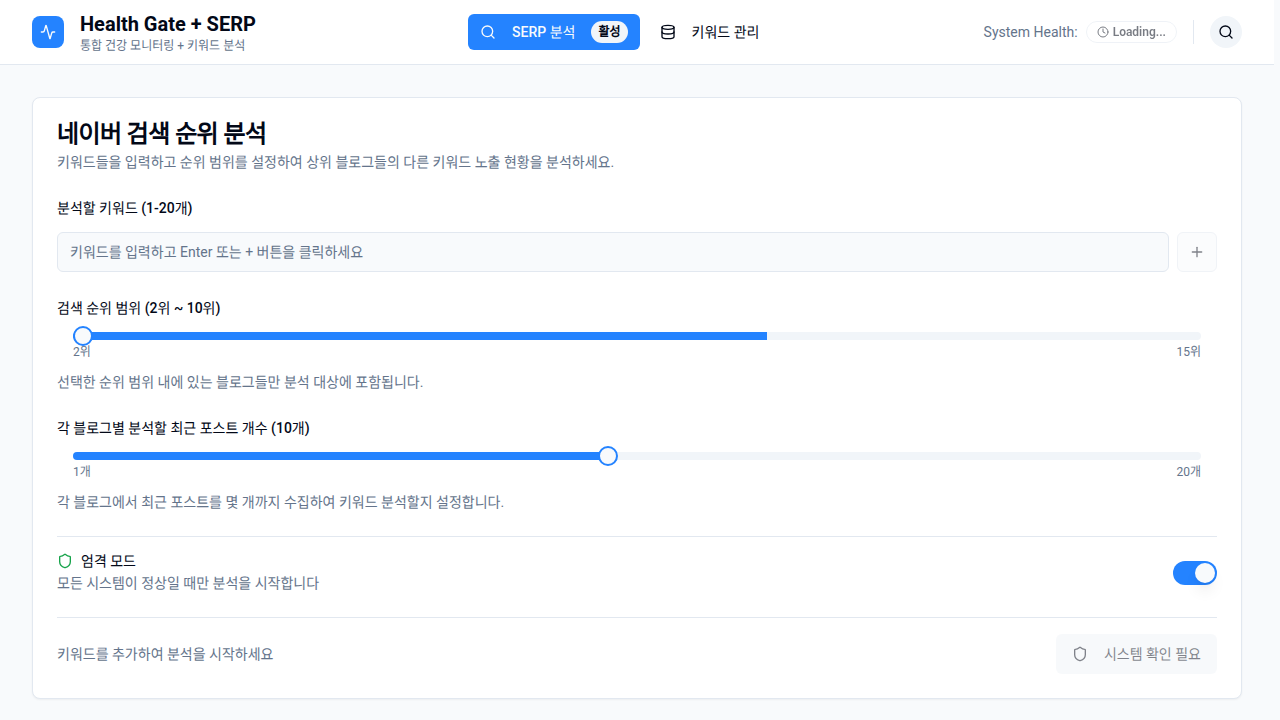 Health Gate + SERP
통합 건강 모니터링 + 키워드 분석
SERP 분석 활성
키워드 관리
System Health: Loading...
네이버 검색 순위 분석
키워드들을 입력하고 순위 범위를 설정하여 상위 블로그들의 다른 키워드 노출 현황을 분석하세요.
분석할 키워드 (1-20개)
키워드를 입력하고 Enter 또는 + 버튼을 클릭하세요
검색 순위 범위 (2위 ~ 10위)
2위 15위
선택한 순위 범위 내에 있는 블로그들만 분석 대상에 포함됩니다.
각 블로그별 분석할 최근 포스트 개수 (10개)
1개 20개
각 블로그에서 최근 포스트를 몇 개까지 수집하여 키워드 분석할지 설정합니다.
엄격 모드
모든 시스템이 정상일 때만 분석을 시작합니다
키워드를 추가하여 분석을 시작하세요
시스템 확인 필요